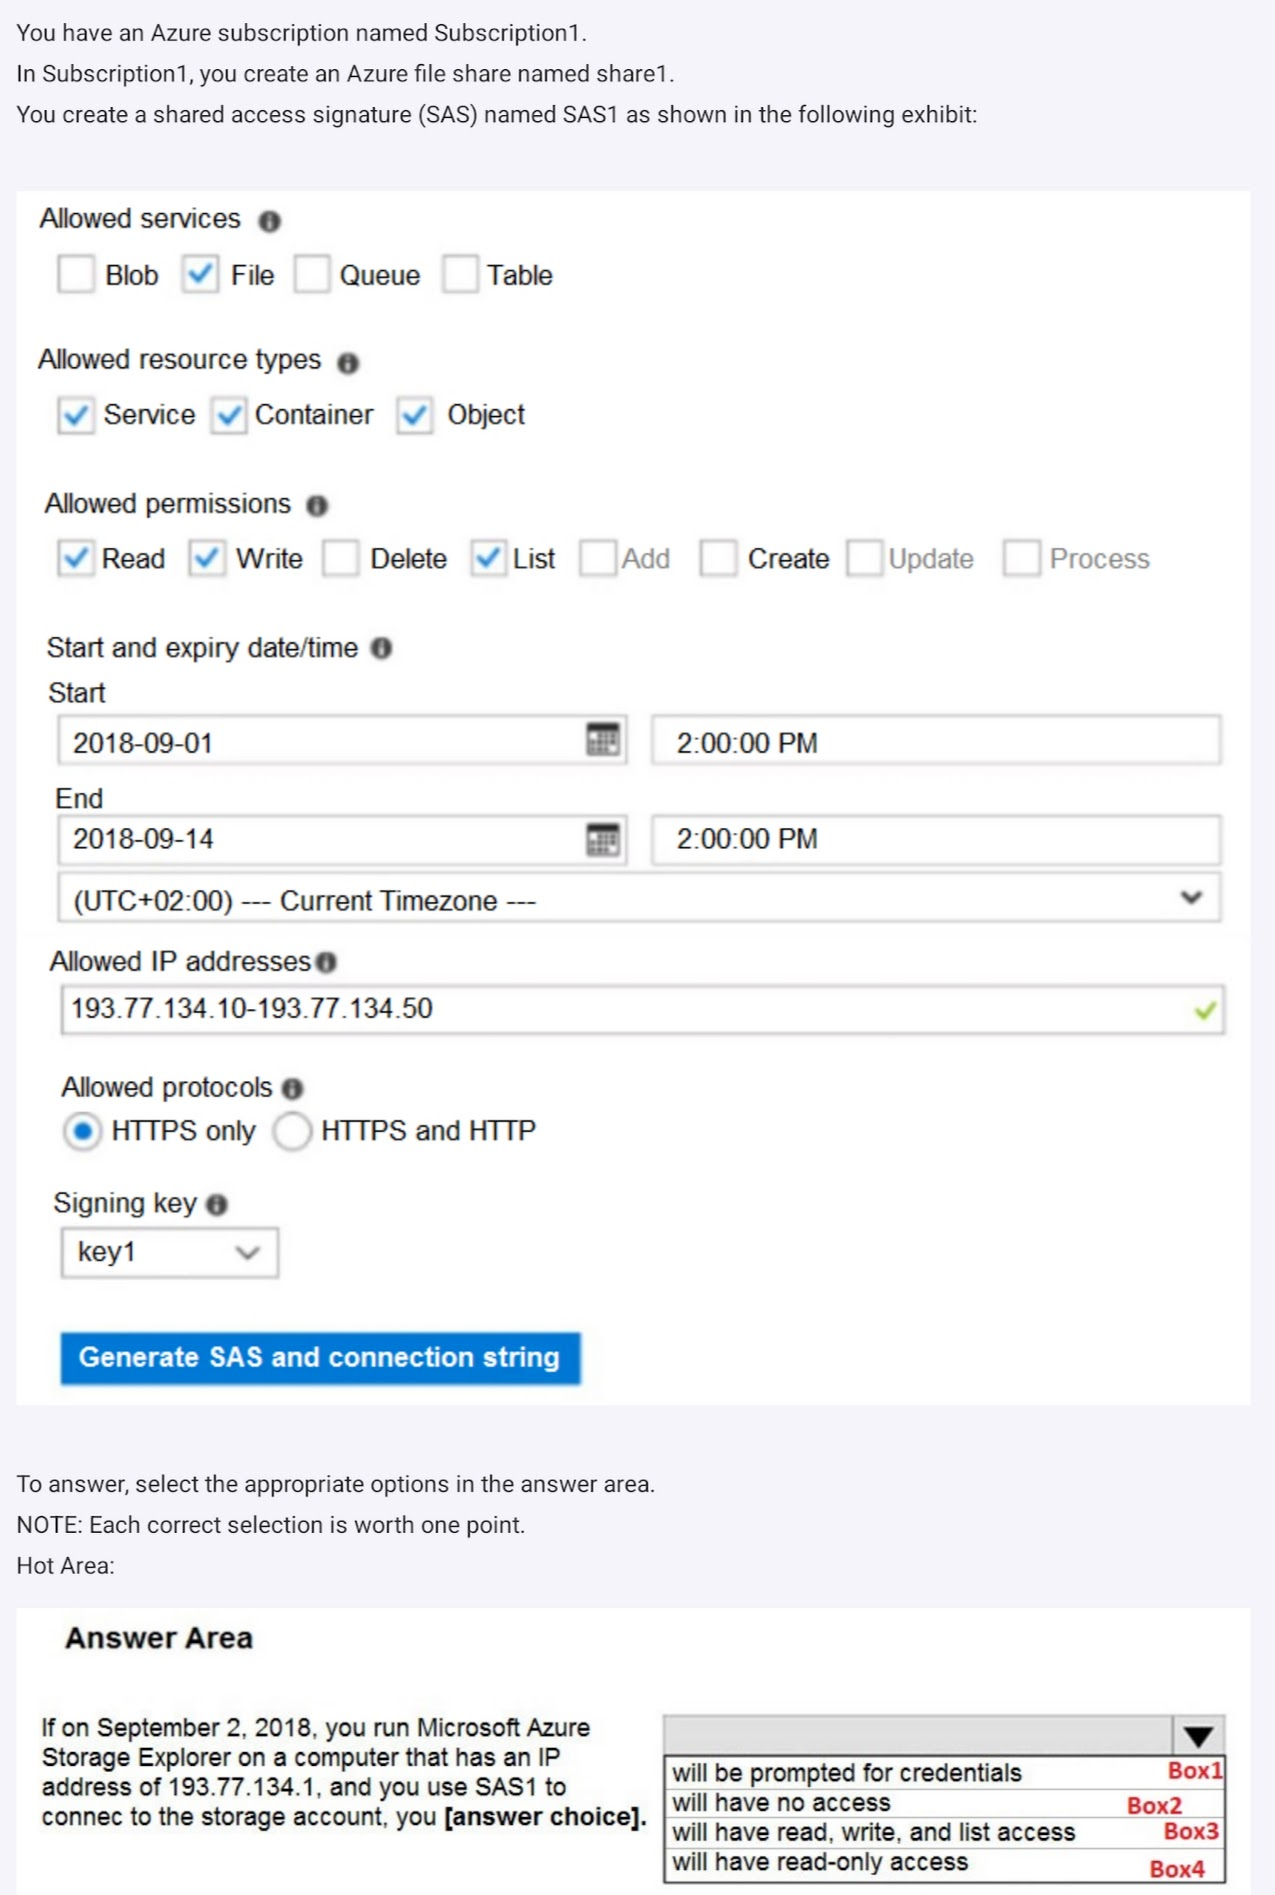 You have an Azure subscription named Subscription1.
In Subscription1, you create an Azure file share named share1.
You create a shared access signature (SAS) named SAS1 as shown in the following exhibit:
Allowed services
Blob File Queue Table
Allowed resource types
Service Container Object
Allowed permissions
Read Write Delete List Add Create Update Process
Start and expiry date/time
Start
2018-09-01 2:00:00 PM
End
2018-09-14 2:00:00 PM
(UTC+02:00) --- Current Timezone ---
Allowed IP addresses
193.77.134.10-193.77.134.50
Allowed protocols
HTTPS only HTTPS and HTTP
Signing key
key1
Generate SAS and connection string
To answer, select the appropriate options in the answer area.
NOTE: Each correct selection is worth one point.
Hot Area:
Answer Area
If on September 2, 2018, you run Microsoft Azure
Storage Explorer on a computer that has an IP
address of 193.77.134.1, and you use SAS1 to
connec to the storage account, you [answer choice].
will be prompted for credentials Box1
will have no access Box2
will have read, write, and list access Box3
will have read-only access Box4